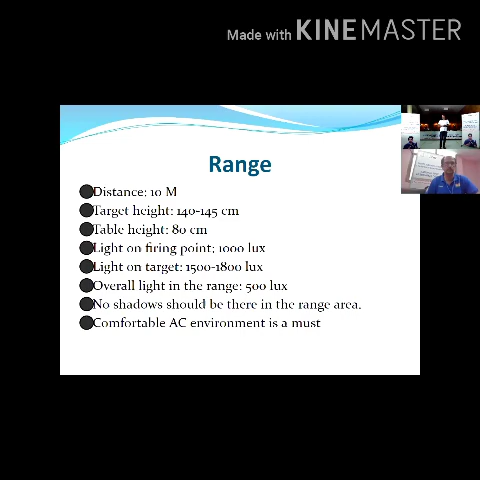 Made with KINEMASTER
Range
Distance: 10 M
Target height: 140-145 cm
Table height: 80 cm
Light on firing point: 1000 lux
Light on target: 1500-1800 lux
Overall light in the range: 500 lux
No shadows should be there in the range area.
Comfortable AC environment is a must